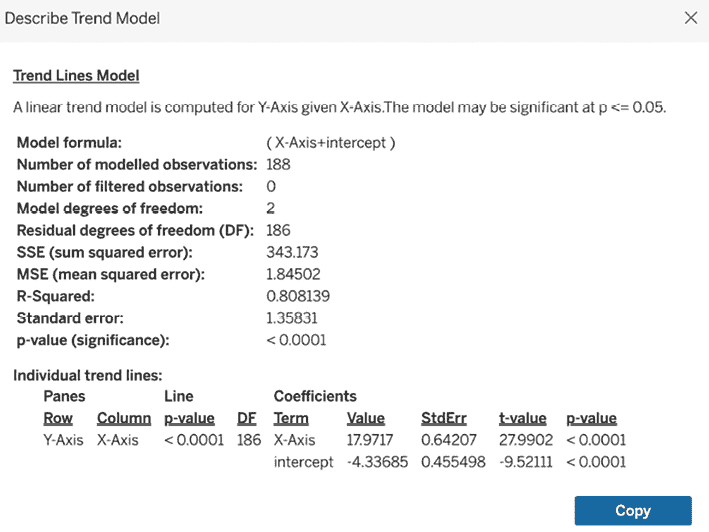 Describe Trend Model
Trend Lines Model
A linear trend model is computed for Y-Axis given X-Axis.The model may be significant at p <= 0.05.
Model formula: ( X-Axis+intercept )
Number of modelled observations: 188
Number of filtered observations: 0
Model degrees of freedom: 2
Residual degrees of freedom (DF): 186
SSE (sum squared error): 343.173
MSE (mean squared error): 1.84502
R-Squared: 0.808139
Standard error: 1.35831
p-value (significance): < 0.0001
Individual trend lines:
Panes Line Coefficients
Row Column p-value DF Term Value StdErr t-value p-value
Y-Axis X-Axis < 0.0001 186 X-Axis 17.9717 0.64207 27.9902 < 0.0001
intercept -4.33685 0.455498 -9.52111 < 0.0001
Copy